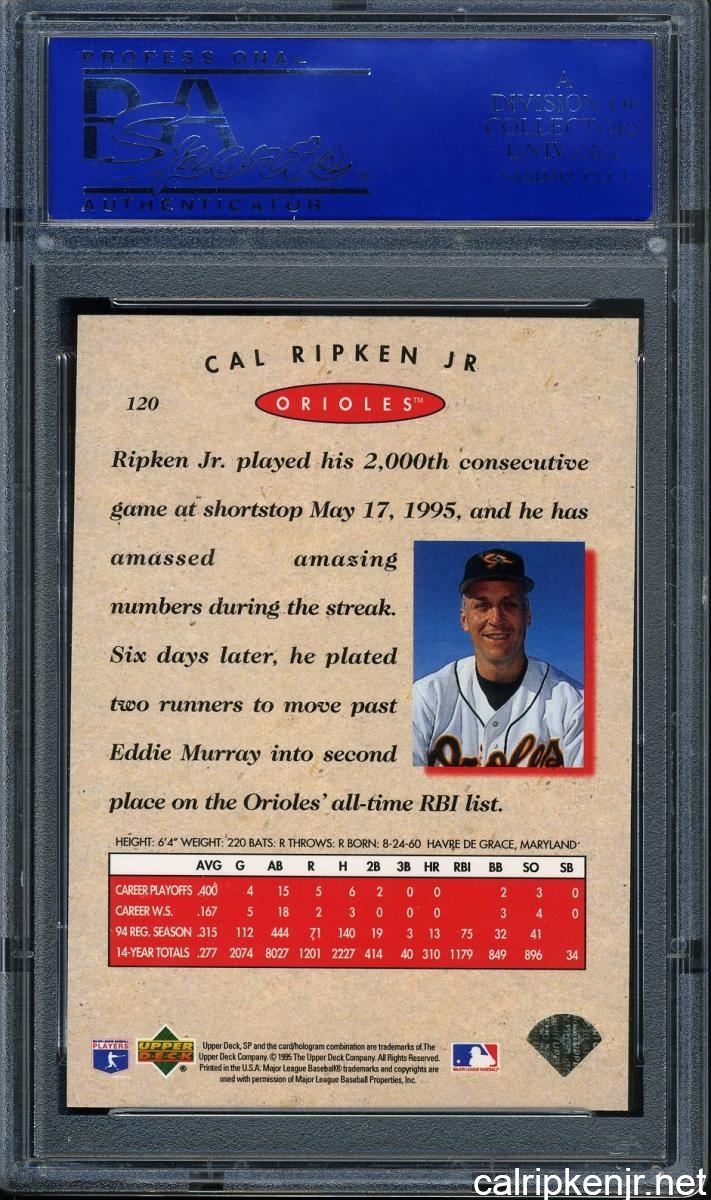 PROFESSIONAL
PSA
Sports
AUTHENTICATOR
A
DIVISION OF
COLLECTORS
UNIVERSE
CAL RIPKEN JR
120
ORIOLES™
Ripken Jr. played his 2,000th consecutive
game at shortstop May 17, 1995, and he has
amassed amazing
numbers during the streak.
Six days later, he plated
two runners to move past
Eddie Murray into second
place on the Orioles' all-time RBI list.
Orioles
HEIGHT: 6'4" WEIGHT: 220 BATS: R THROWS: R BORN: 8-24-60 HAVRE DE GRACE, MARYLAND
AVG G AB R H 2B 3B HR RBI BB SO SB
CAREER PLAYOFFS .400 4 15 5 6 2 0 0 2 3 0
CAREER W.S. .167 5 18 2 3 0 0 0 3 4 0
94 REG. SEASON .315 112 444 71 140 19 3 13 75 32 41
14-YEAR TOTALS .277 2074 8027 1201 2227 414 40 310 1179 849 896 34
MAJOR LEAGUE BASEBALL
PLAYERS
UPPER
DECK
®
Upper Deck, SP and the card/hologram combination are trademarks of The
Upper Deck Company. © 1995 The Upper Deck Company. All Rights Reserved.
Printed in the U.S.A. Major League Baseball® trademarks and copyrights are
used with permission of Major League Baseball Properties, Inc.
MAJOR LEAGUE BASEBALL
calripkenjr.net